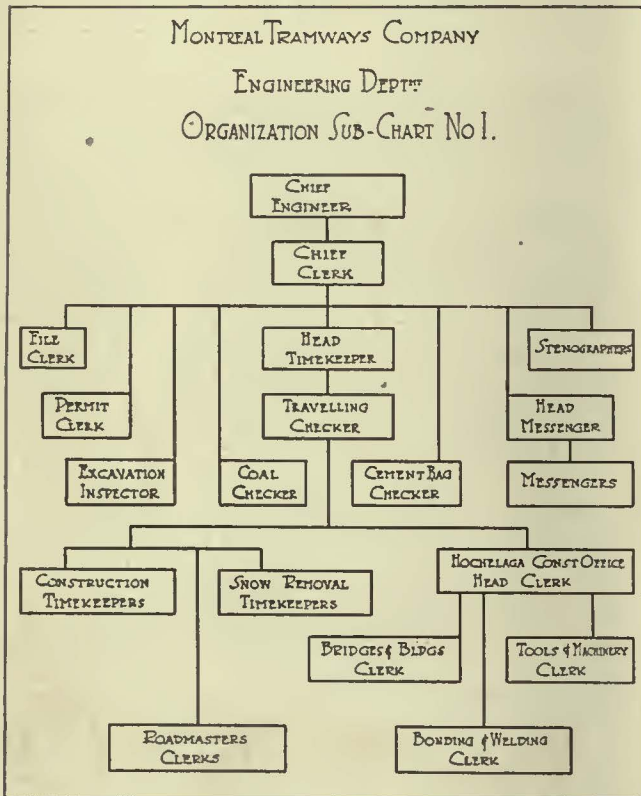 MONTREAL TRAMWAYS COMPANY
ENGINEERING DEPTMT
ORGANIZATION SUB-CHART NO 1.
CHIEF
ENGINEER
CHIEF
CLERK
FILE
CLERK
HEAD
TIMEKEEPER
STENOGRAPHERS
PERMIT
CLERK
TRAVELLING
CHECKER
HEAD
MESSENGER
EXCAVATION
INSPECTOR
COAL
CHECKER
CEMENT BAG
CHECKER
MESSENGERS
CONSTRUCTION
TIMEKEEPERS
SNOW REMOVAL
TIMEKEEPERS
HOCHELAGA CONST OFFICE
HEAD CLERK
BRIDGES & BLDGS
CLERK
TOOLS & MACHINERY
CLERK
ROADMASTERS
CLERKS
BONDING & WELDING
CLERK